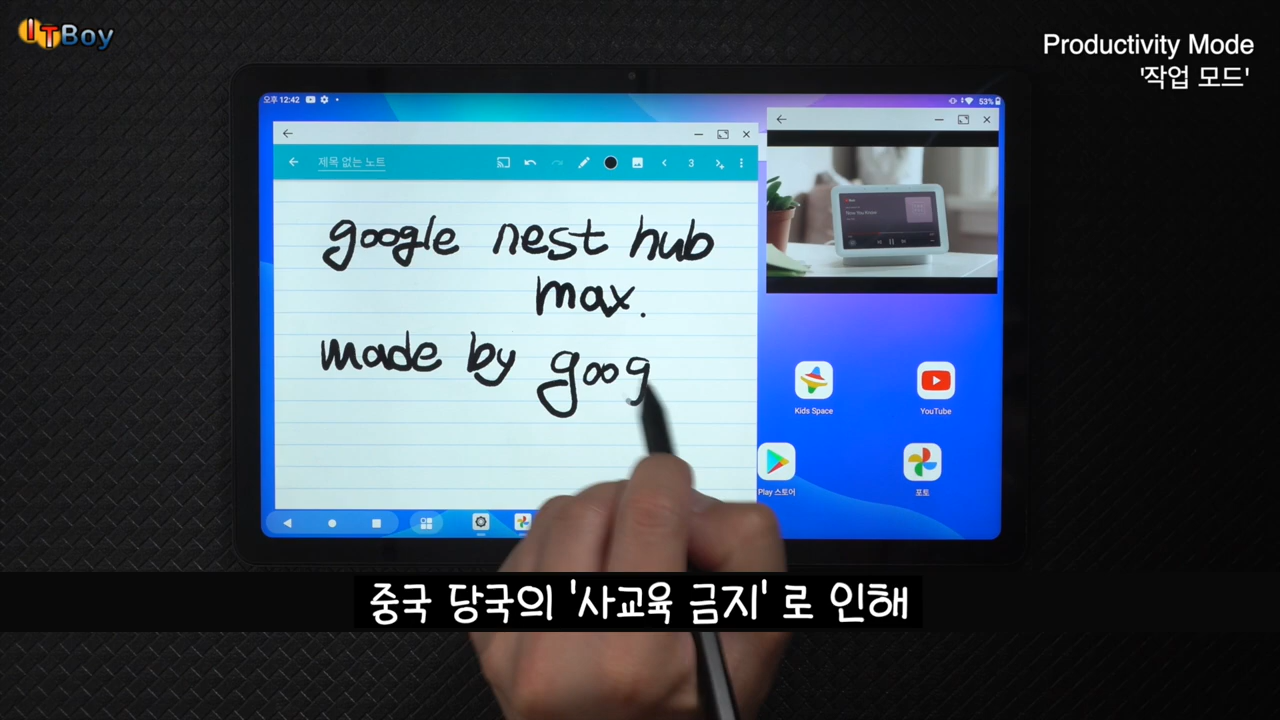 ITBoy
Productivity Mode
'작업 모드'
오후 12:42
53%
제목 없는 노트
3
google nest hub
max.
made by goog
Kids Space
YouTube
Play 스토어
포토
중국 당국의 '사교육 금지' 로 인해